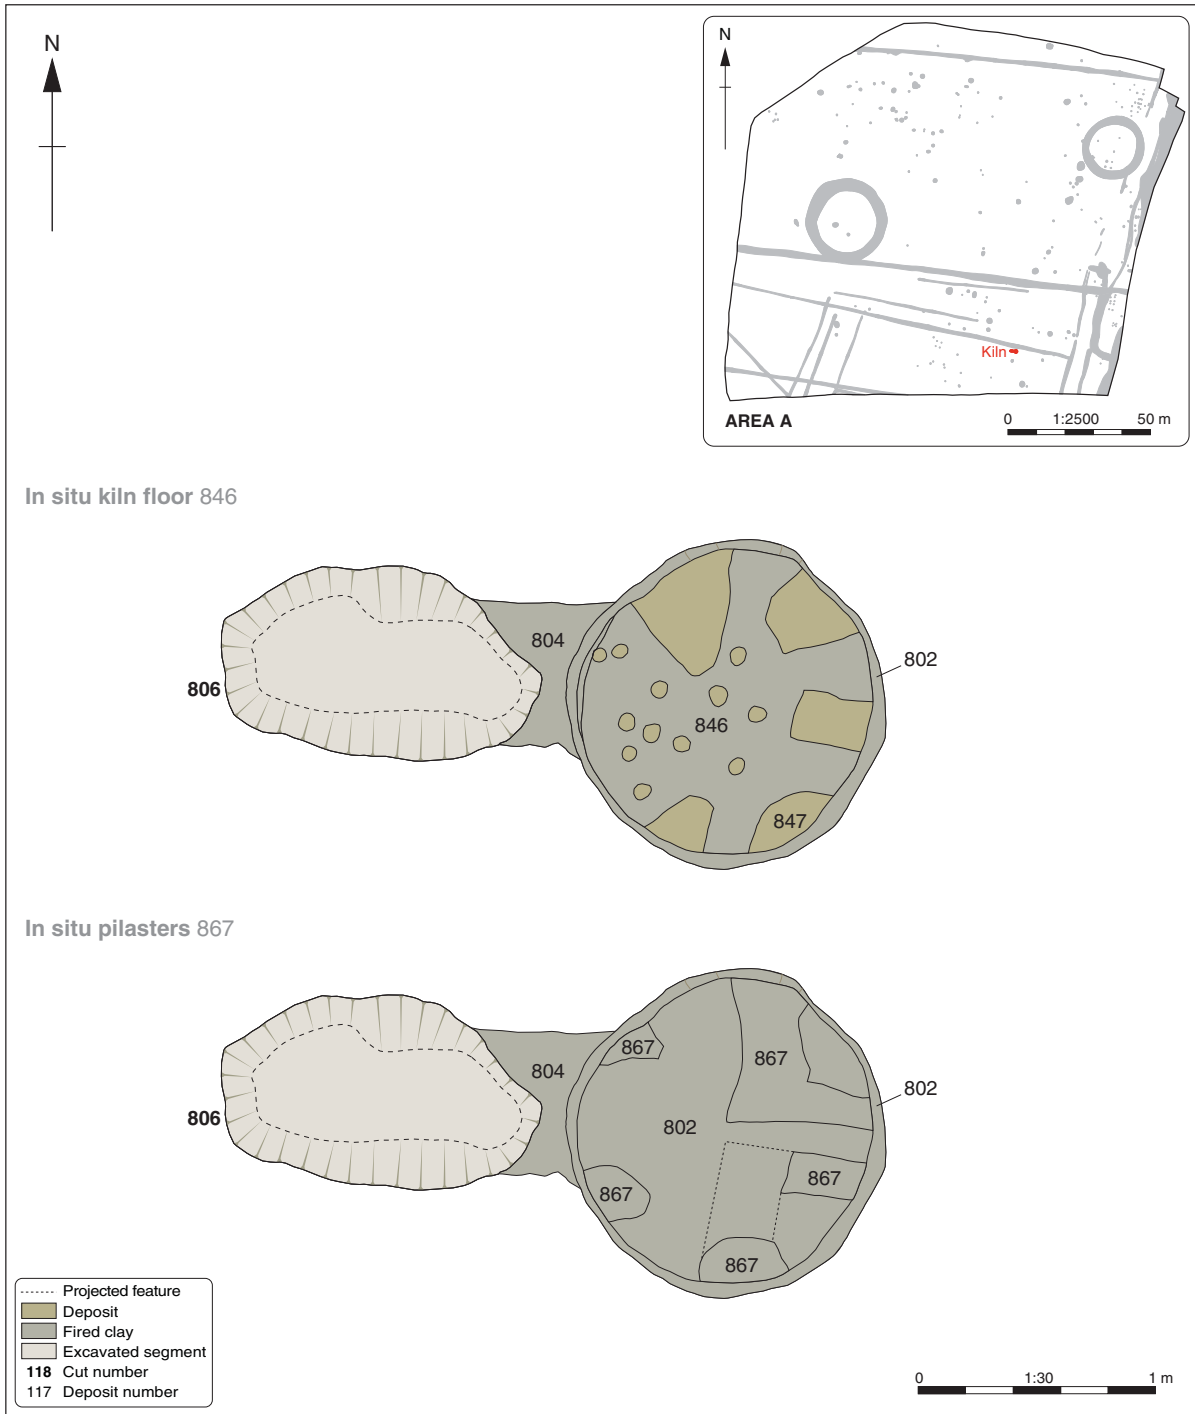 N
N
Kiln
AREA A
0 1:2500 50 m
In situ kiln floor 846
804
802
806
846
847
In situ pilasters 867
867
867
804
802
806
802
867
867
867
Projected feature
Deposit
Fired clay
Excavated segment
118 Cut number
117 Deposit number
0 1:30 1 m